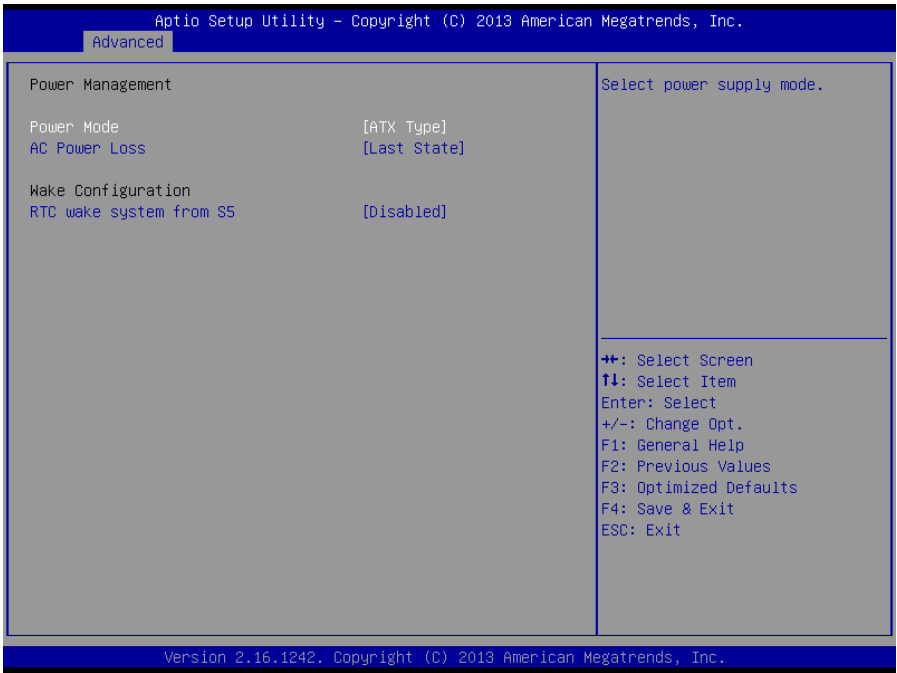 Aptio Setup Utility – Copyright (C) 2013 American Megatrends, Inc.
Advanced
Power Management
Power Mode [ATX Type]
AC Power Loss [Last State]
Wake Configuration
RTC wake system from S5 [Disabled]
Select power supply mode.
→←: Select Screen
↑↓: Select Item
Enter: Select
+/-: Change Opt.
F1: General Help
F2: Previous Values
F3: Optimized Defaults
F4: Save & Exit
ESC: Exit
Version 2.16.1242. Copyright (C) 2013 American Megatrends, Inc.